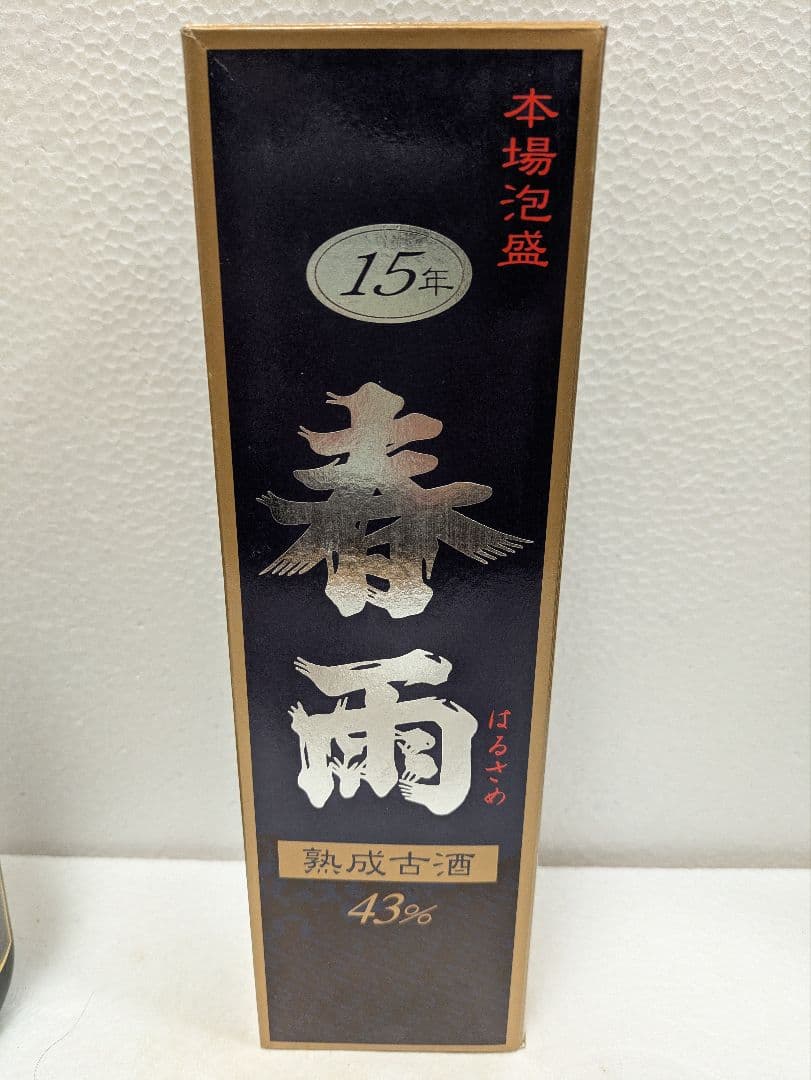 本場泡盛
15年
春雨
はるさめ
熟成古酒
43%